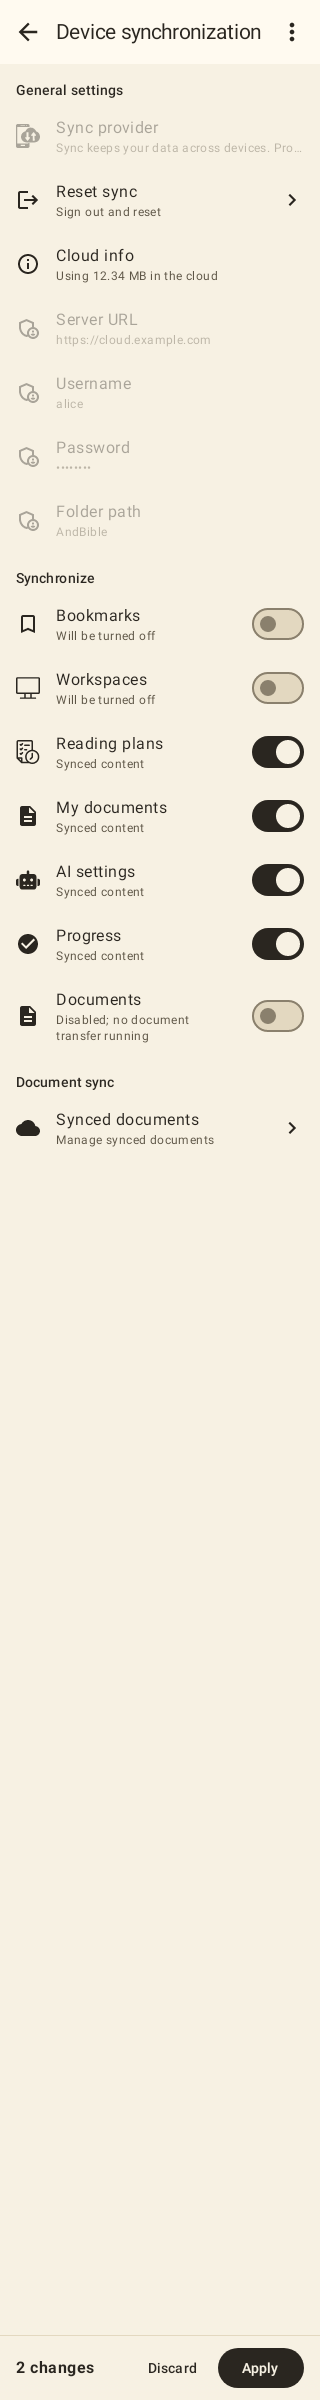 Device synchronization
General settings
Sync provider
Sync keeps your data across devices. Pro…
Reset sync
Sign out and reset
Cloud info
Using 12.34 MB in the cloud
Server URL
https://cloud.example.com
Username
alice
Password
••••••••
Folder path
AndBible
Synchronize
Bookmarks
Will be turned off
Workspaces
Will be turned off
Reading plans
Synced content
My documents
Synced content
AI settings
Synced content
Progress
Synced content
Documents
Disabled; no document
transfer running
Document sync
Synced documents
Manage synced documents
2 changes
Discard
Apply